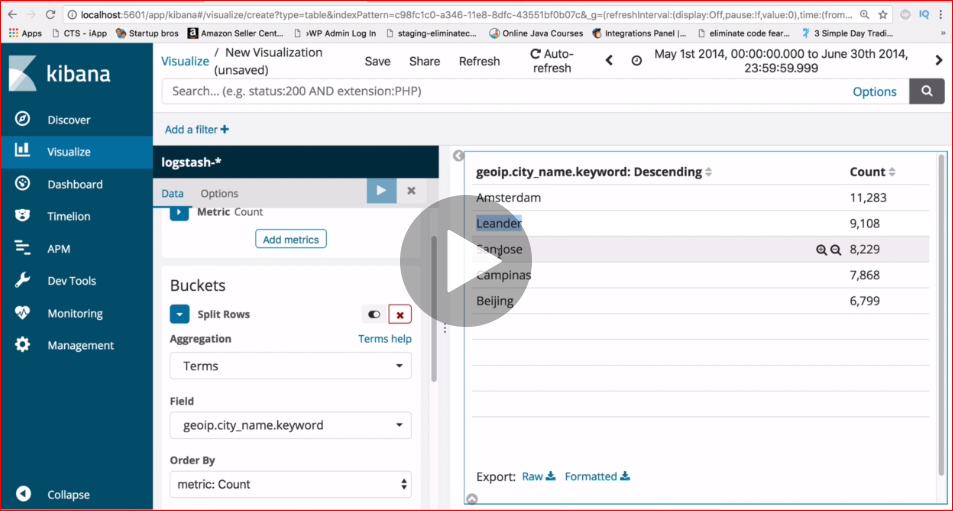 localhost:5601/app/kibana#/visualize/create?type=table&indexPattern=c98fc1c0-a346-11e8-8dfc-43551bf0b07c&_g=(refreshInterval:(display:Off,pause:!f,value:0),time:(from...
Apps CTS - iApp Startup bros Amazon Seller Cent... ›WP Admin Log In staging-eliminatec... Online Java Courses Integrations Panel |... eliminate code fear... 3 Simple Day Tradi... »
kibana
Discover
Visualize
Dashboard
Timelion
APM
Dev Tools
Monitoring
Management
Collapse
Visualize / New Visualization (unsaved)
Save Share Refresh Auto-refresh
May 1st 2014, 00:00:00.000 to June 30th 2014, 23:59:59.999
Search... (e.g. status:200 AND extension:PHP) Options
Add a filter +
logstash-*
Data Options
Metric Count
Add metrics
Buckets
Split Rows
Aggregation Terms help
Terms
Field
geoip.city_name.keyword
Order By
metric: Count
geoip.city_name.keyword: Descending Count
Amsterdam 11,283
Leander 9,108
San Jose 8,229
Campinas 7,868
Beijing 6,799
Export: Raw Formatted